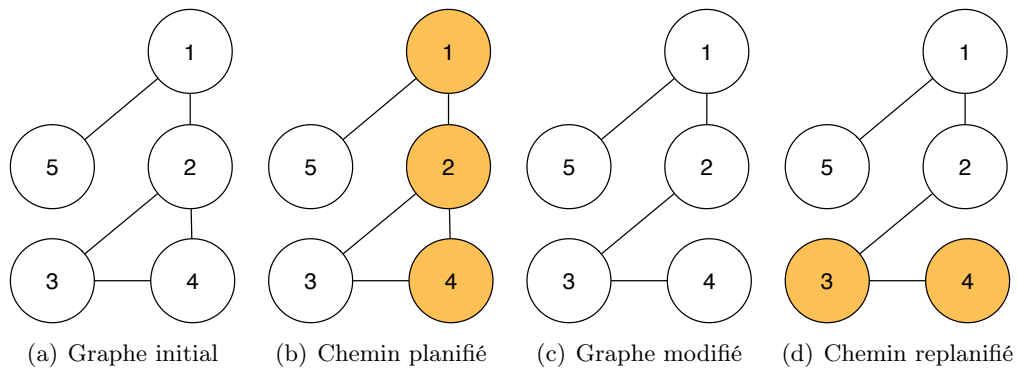 1 1 1 1
5 2 5 2 5 2 5 2
3 4 3 4 3 4 3 4
(a) Graphe initial (b) Chemin planifié (c) Graphe modifié (d) Chemin replanifié